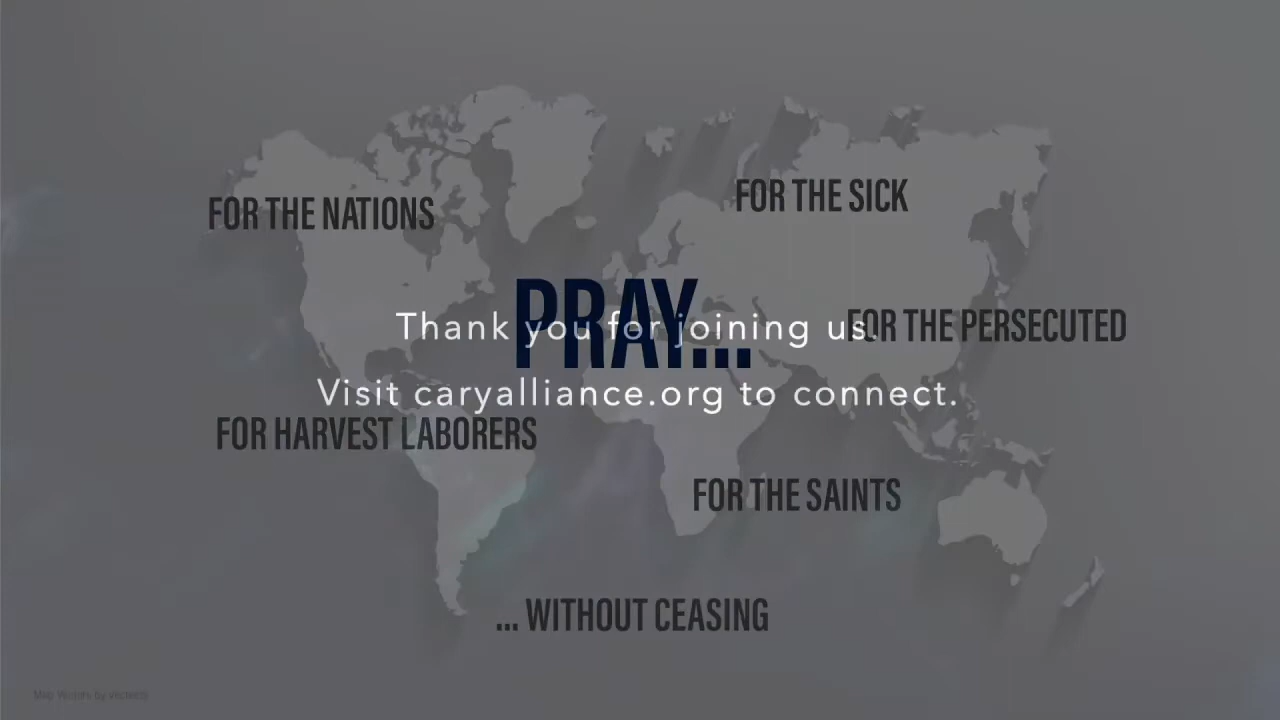 FOR THE NATIONS
FOR THE SICK
PRAY...
Thank you for joining us.
FOR THE PERSECUTED
Visit caryalliance.org to connect.
FOR HARVEST LABORERS
FOR THE SAINTS
... WITHOUT CEASING